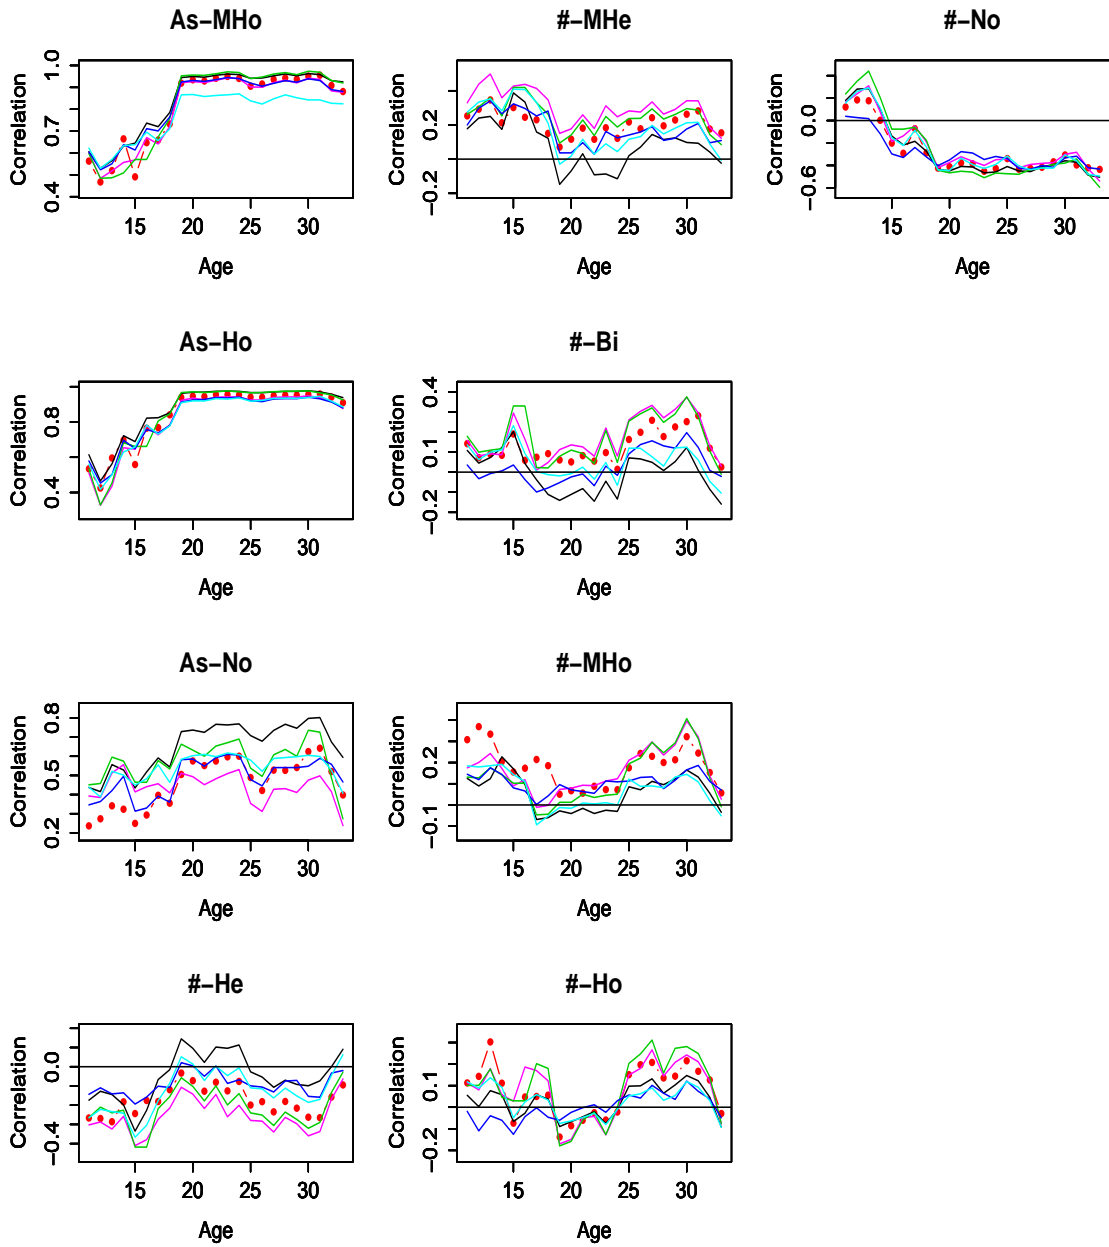 As−MHo
#−MHe
#−No
Correlation
0.4 0.7 1.0
Correlation
−0.2 0.2
Correlation
−0.6 0.0
15 20 25 30
15 20 25 30
15 20 25 30
Age
Age
Age
As−Ho
#−Bi
Correlation
0.4 0.8
Correlation
−0.2 0.1 0.4
15 20 25 30
15 20 25 30
Age
Age
As−No
#−MHo
Correlation
0.2 0.5 0.8
Correlation
−0.1 0.2
15 20 25 30
15 20 25 30
Age
Age
#−He
#−Ho
Correlation
−0.4 0.0
Correlation
−0.2 0.1
15 20 25 30
15 20 25 30
Age
Age